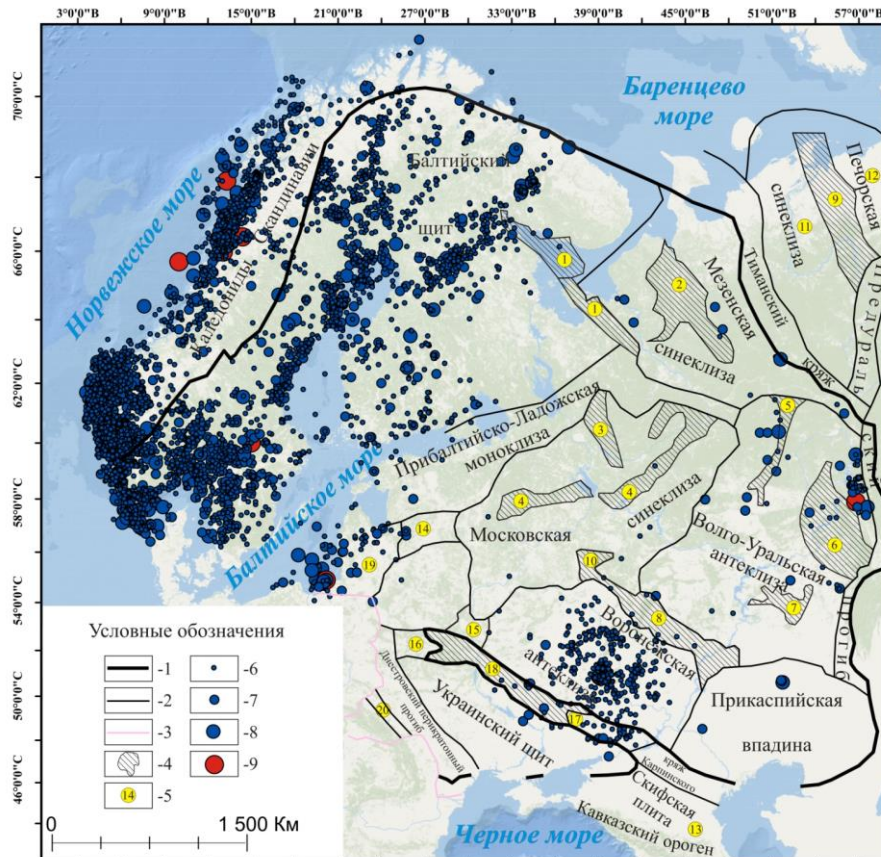 3°0'0"С 9°0'0"С 15°0'0"С 21°0'0"С 27°0'0"С 33°0'0"С 39°0'0"С 45°0'0"С 51°0'0"С 57°0'0"С
70°0'0"С
66°0'0"С
62°0'0"С
58°0'0"С
54°0'0"С
50°0'0"С
46°0'0"С
Баренцево
море
Норвежское море
Каледониды Скандинавии
Балтийский
щит
Печорская
синеклиза
Тиманский
кряж
Предуральский
прогиб
Мезенская
синеклиза
Прибалтийско-Ладожская
моноклиза
Балтийское море
Московская
синеклиза
Волго-Уральская
антеклиза
Воронежская
антеклиза
Прикаспийская
впадина
Украинский щит
Днестровский перикратонный
прогиб
кряж
Карпинского
Скифская
плита
Кавказский ороген
Черное море
12
9
11
1
2
1
5
3
4
4
14
19
6
10
7
8
15
16
18
17
20
13
Условные обозначения
-1 -6
-2 -7
-3 -8
-4 -9
14 -5
0 1 500 Км